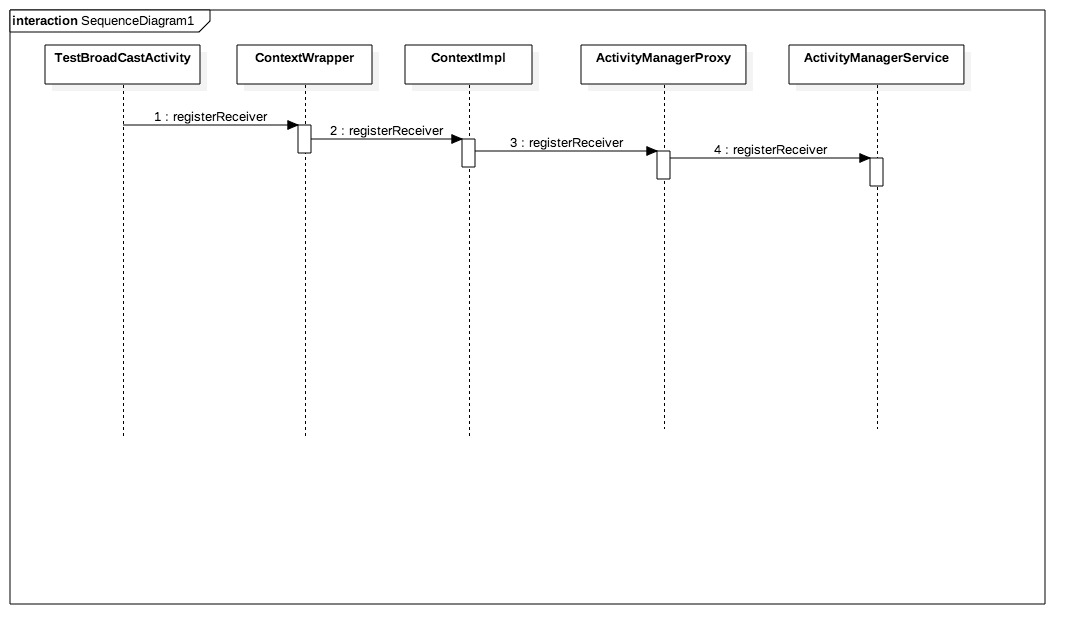 interaction SequenceDiagram1
TestBroadCastActivity
ContextWrapper
ContextImpl
ActivityManagerProxy
ActivityManagerService
1 : registerReceiver
2 : registerReceiver
3 : registerReceiver
4 : registerReceiver